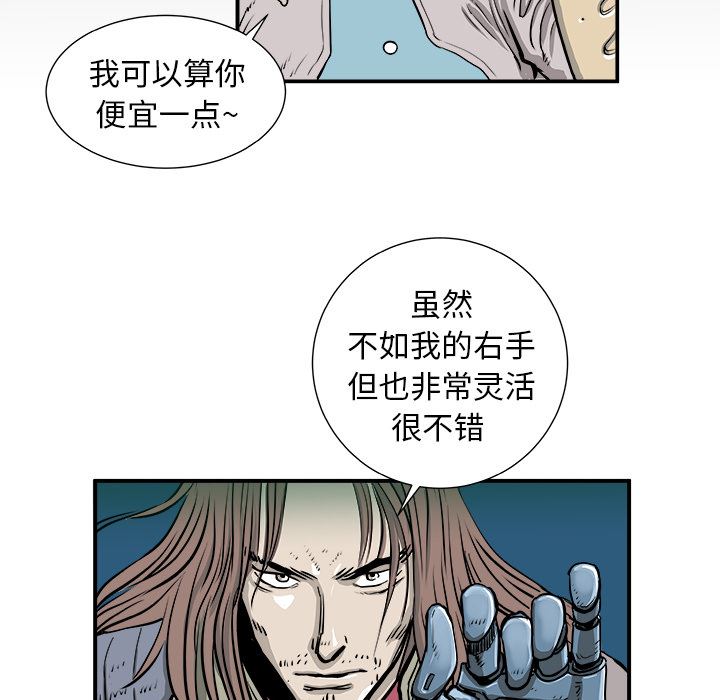 我可以算你
便宜一点~
虽然
不如我的右手
但也非常灵活
很不错